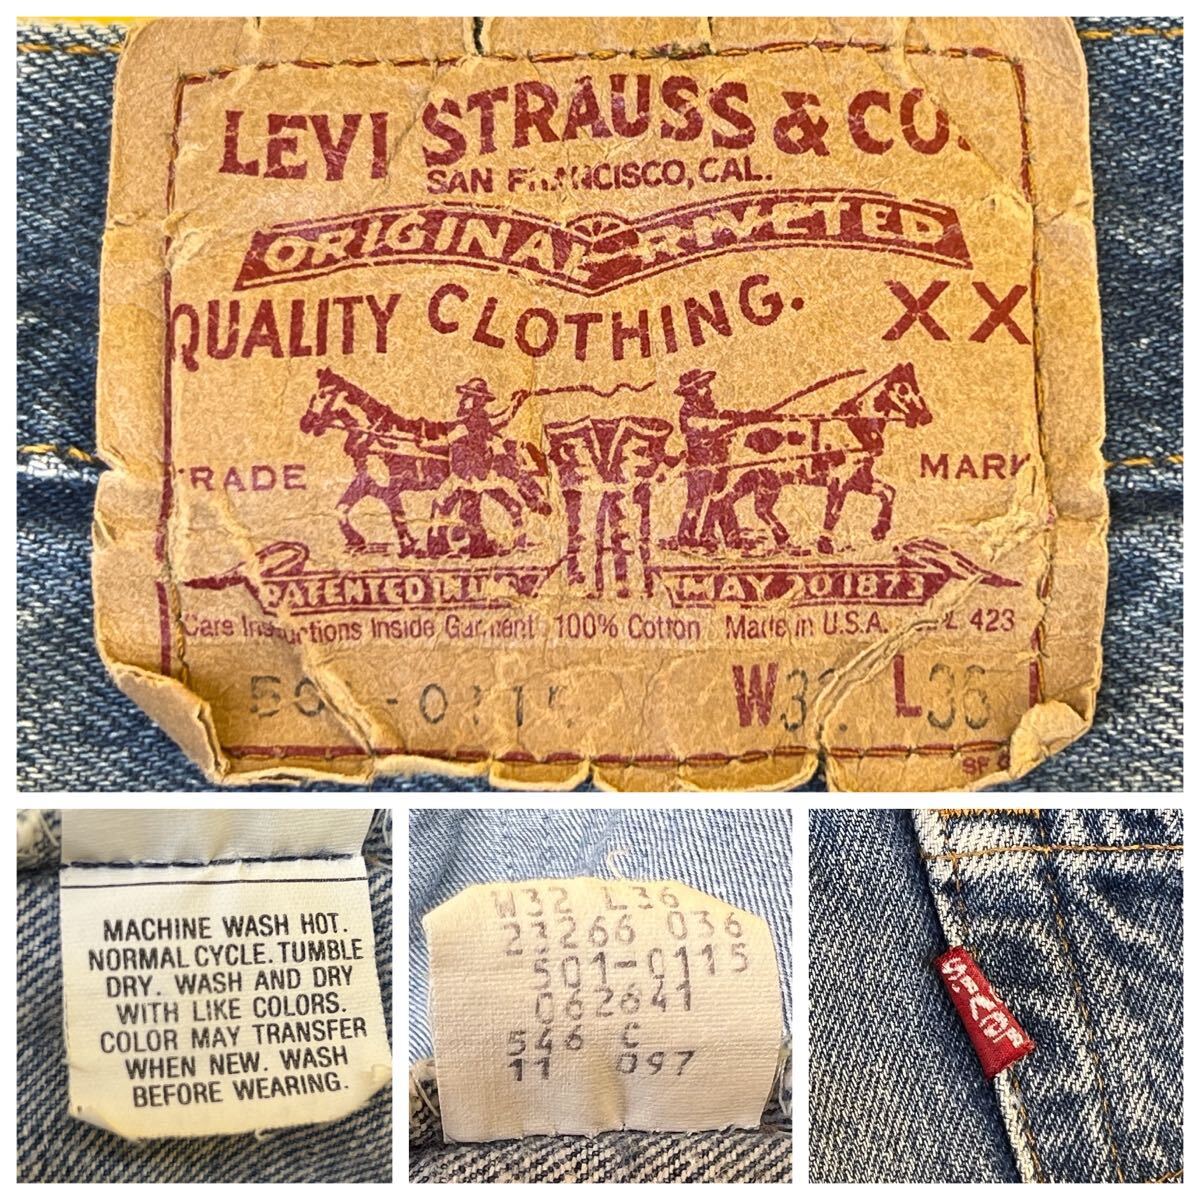 LEVI STRAUSS & CO.
SAN FRANCISCO, CAL.
ORIGINAL RIVETED
QUALITY CLOTHING. XX
TRADE MARK
PATENTED IN U.S. MAY 20 1873
Care Instructions Inside Garment 100% Cotton Made in U.S.A. 423
W32 L36
MACHINE WASH HOT.
NORMAL CYCLE. TUMBLE
DRY. WASH AND DRY
WITH LIKE COLORS.
COLOR MAY TRANSFER
WHEN NEW. WASH
BEFORE WEARING.
W32 L36
23266 036
501-0115
062641
546 C
11 097
LEVI'S